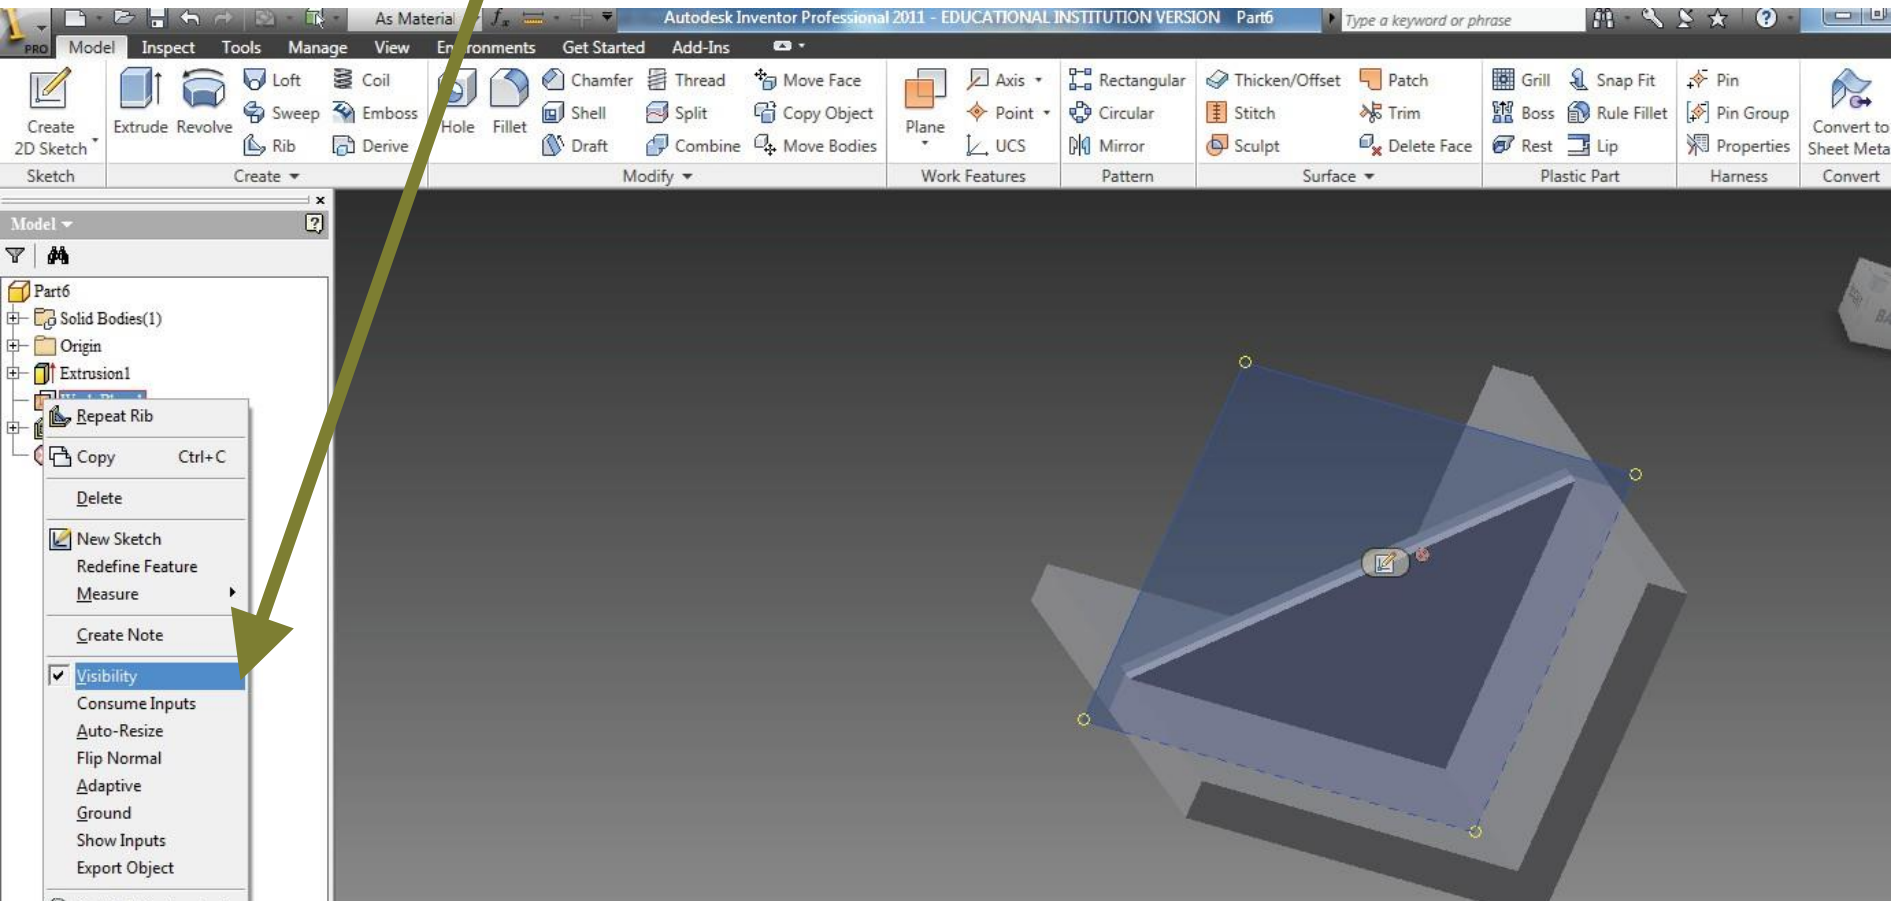 As Material
Autodesk Inventor Professional 2011 - EDUCATIONAL INSTITUTION VERSION Part6
Type a keyword or phrase
PRO Model Inspect Tools Manage View Environments Get Started Add-Ins
Loft Coil Chamfer Thread Move Face Axis Rectangular Thicken/Offset Patch Grill Snap Fit Pin
Sweep Emboss Shell Split Copy Object Point Circular Stitch Trim Boss Rule Fillet Pin Group
Create 2D Sketch Extrude Revolve Hole Fillet Plane Convert to Sheet Meta
Rib Derive Draft Combine Move Bodies UCS Mirror Sculpt Delete Face Rest Lip Properties
Sketch Create Modify Work Features Pattern Surface Plastic Part Harness Convert
Model
Part6
Solid Bodies(1)
Origin
Extrusion1
Repeat Rib
Copy Ctrl+C
Delete
New Sketch
Redefine Feature
Measure
Create Note
Visibility
Consume Inputs
Auto-Resize
Flip Normal
Adaptive
Ground
Show Inputs
Export Object